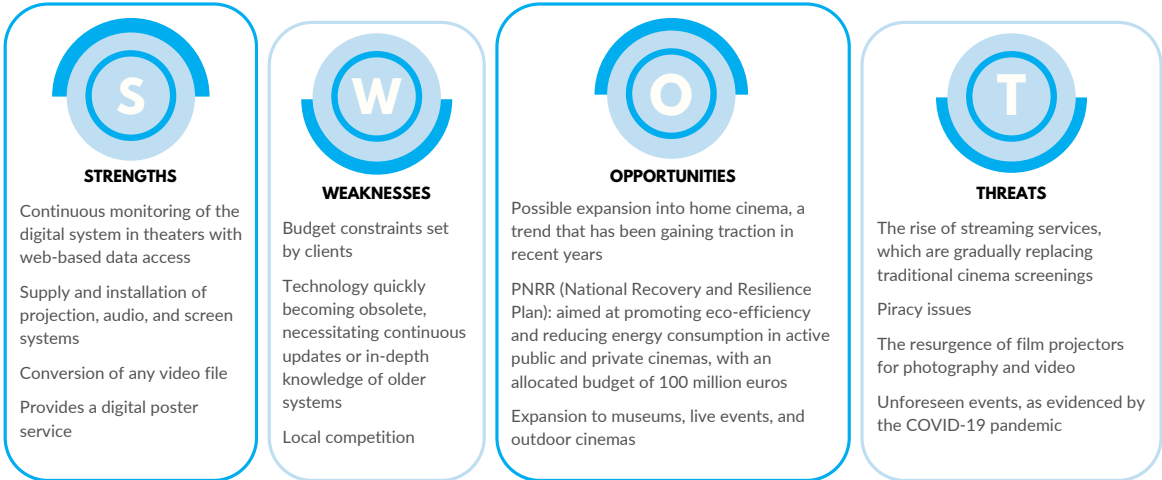 S
STRENGTHS
Continuous monitoring of the
digital system in theaters with
web-based data access
Supply and installation of
projection, audio, and screen
systems
Conversion of any video file
Provides a digital poster
service
W
WEAKNESSES
Budget constraints set
by clients
Technology quickly
becoming obsolete,
necessitating continuous
updates or in-depth
knowledge of older
systems
Local competition
O
OPPORTUNITIES
Possible expansion into home cinema, a
trend that has been gaining traction in
recent years
PNRR (National Recovery and Resilience
Plan): aimed at promoting eco-efficiency
and reducing energy consumption in active
public and private cinemas, with an
allocated budget of 100 million euros
Expansion to museums, live events, and
outdoor cinemas
T
THREATS
The rise of streaming services,
which are gradually replacing
traditional cinema screenings
Piracy issues
The resurgence of film projectors
for photography and video
Unforeseen events, as evidenced by
the COVID-19 pandemic